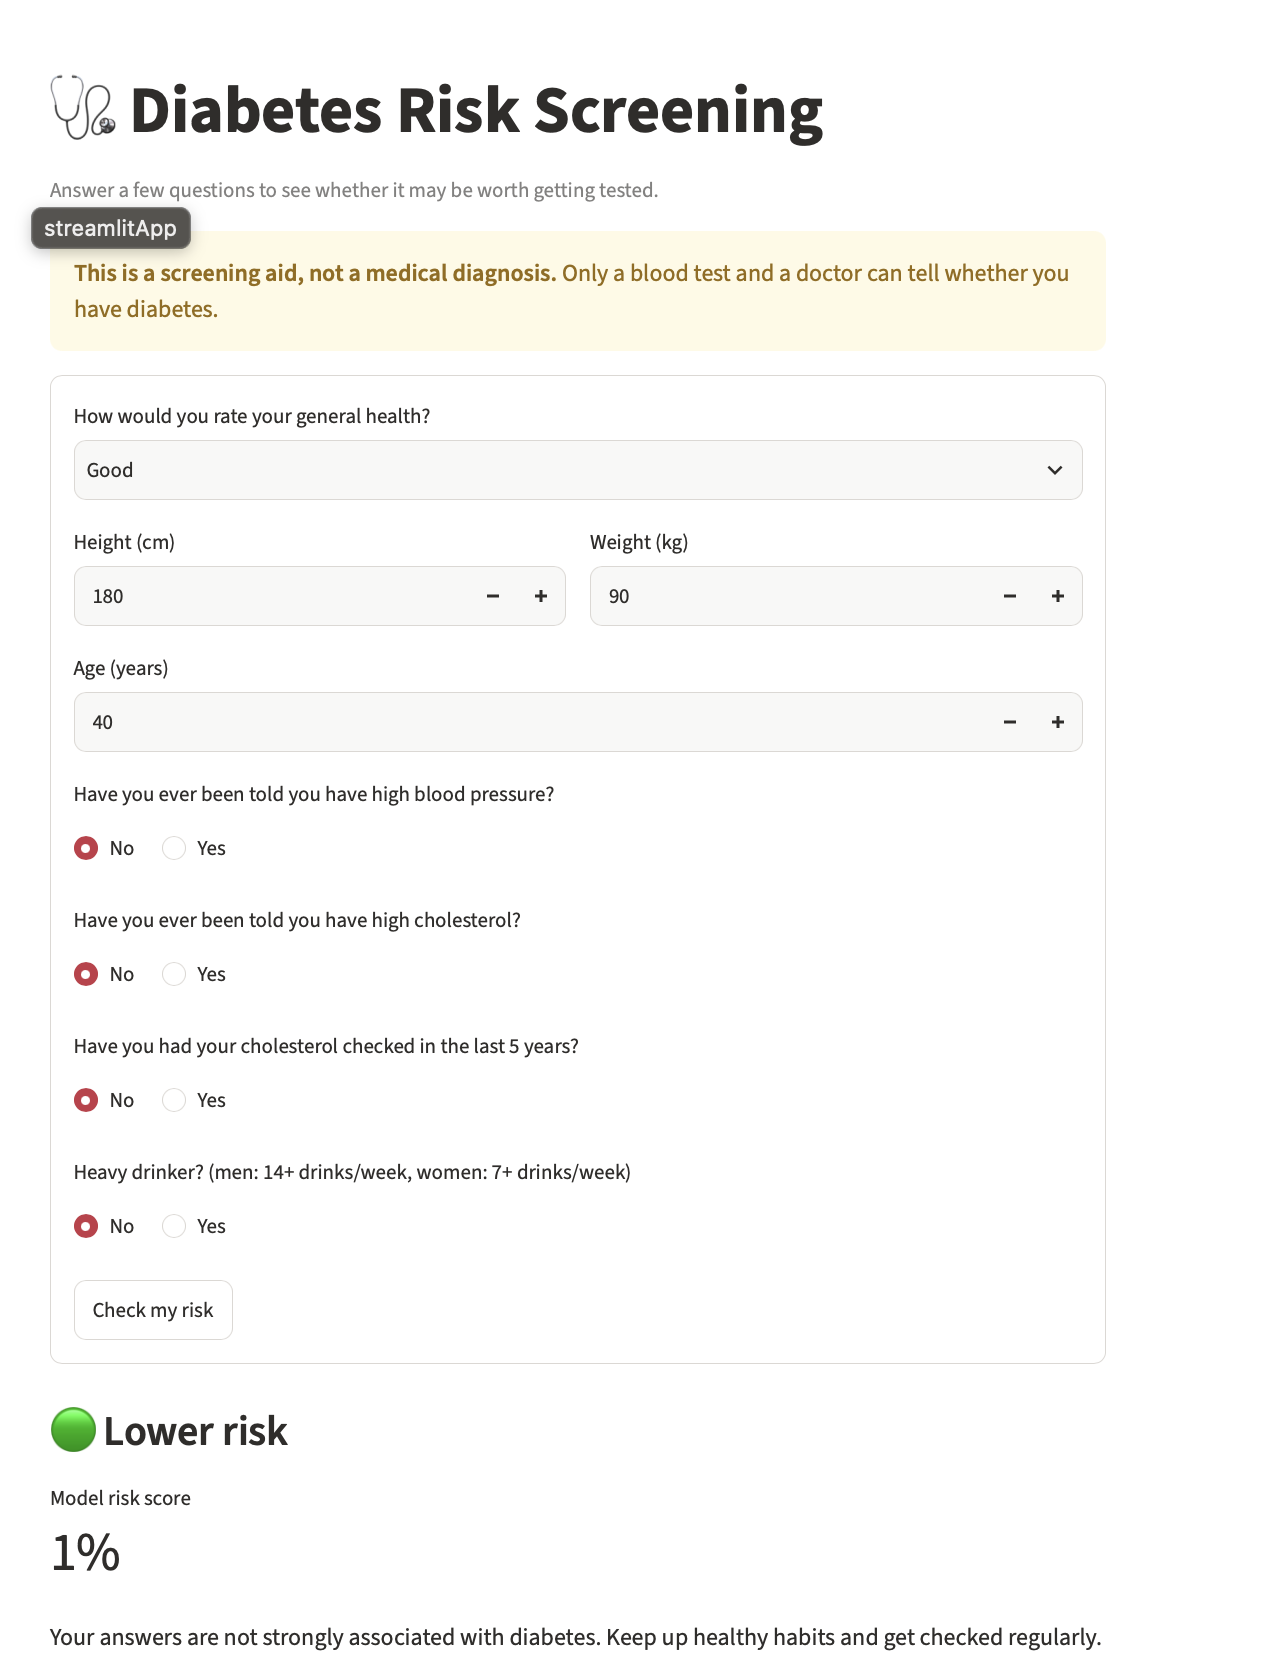 Diabetes Risk Screening
Answer a few questions to see whether it may be worth getting tested.
streamlitApp
This is a screening aid, not a medical diagnosis. Only a blood test and a doctor can tell whether you
have diabetes.
How would you rate your general health?
Good
Height (cm) Weight (kg)
180 90
Age (years)
40
Have you ever been told you have high blood pressure?
No Yes
Have you ever been told you have high cholesterol?
No Yes
Have you had your cholesterol checked in the last 5 years?
No Yes
Heavy drinker? (men: 14+ drinks/week, women: 7+ drinks/week)
No Yes
Check my risk
Lower risk
Model risk score
1%
Your answers are not strongly associated with diabetes. Keep up healthy habits and get checked regularly.